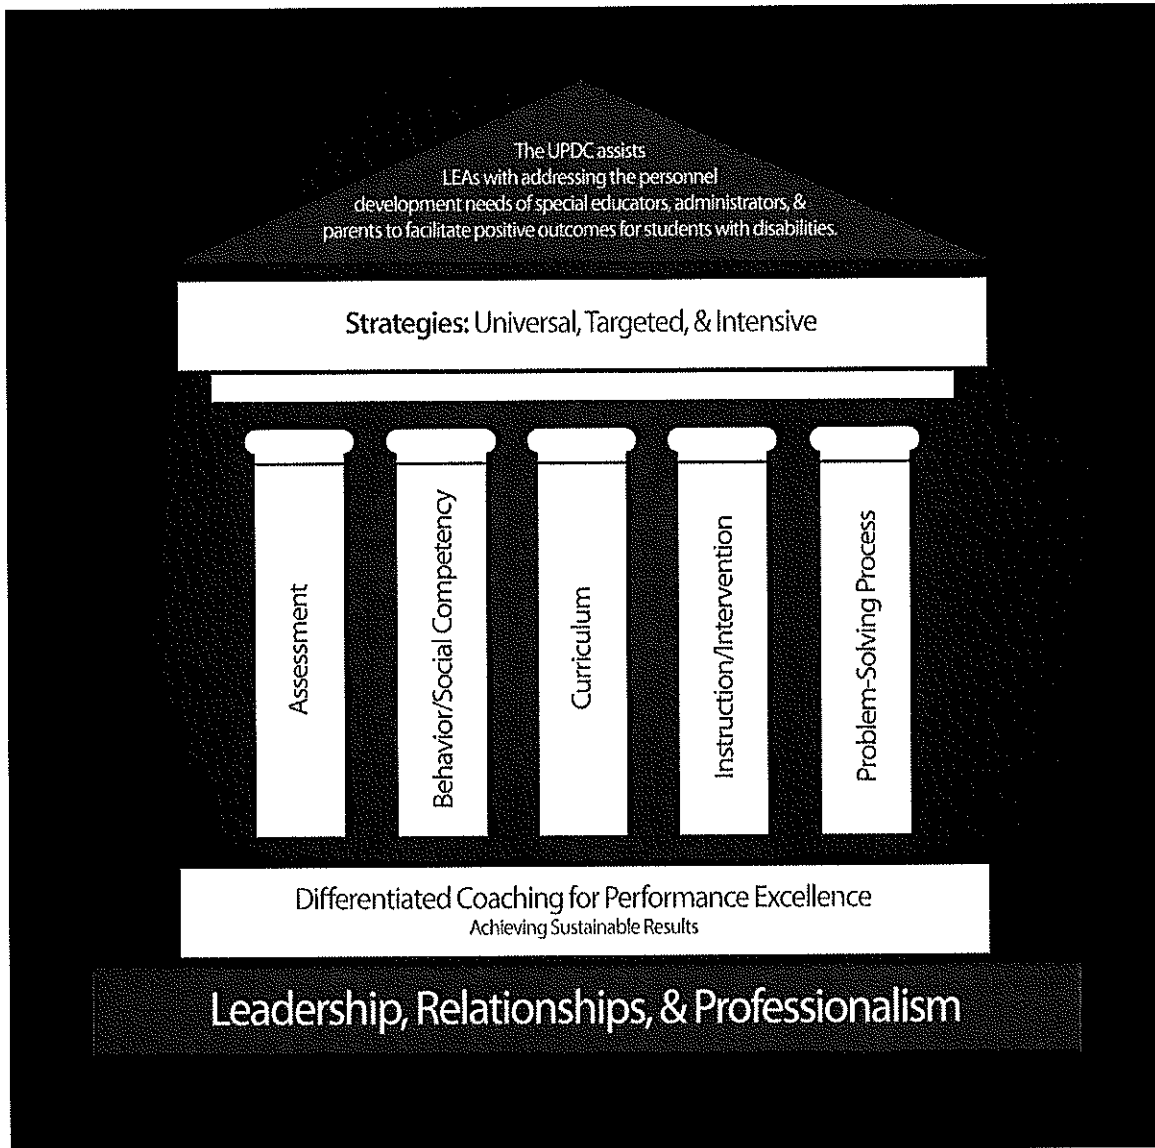 The UPDC assists
LEAs with addressing the personnel
development needs of special educators, administrators, &
parents to facilitate positive outcomes for students with disabilities.
Strategies: Universal, Targeted, & Intensive
Assessment
Behavior/Social Competency
Curriculum
Instruction/Intervention
Problem-Solving Process
Differentiated Coaching for Performance Excellence
Achieving Sustainable Results
Leadership, Relationships, & Professionalism